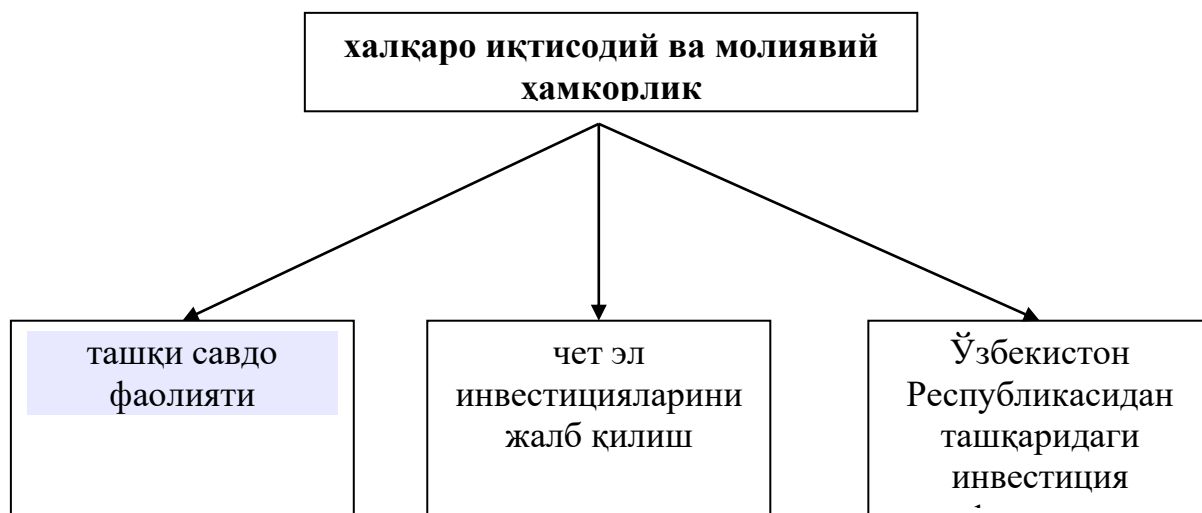 халқаро иқтисодий ва молиявий
ҳамкорлик
ташқи савдо
фаолияти
чет эл
инвестицияларини
жалб қилиш
Ўзбекистон
Республикасидан
ташқаридаги
инвестиция